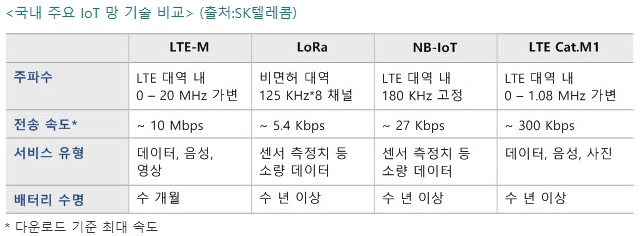 <국내 주요 IoT 망 기술 비교> (출처:SK텔레콤)
LTE-M LoRa NB-IoT LTE Cat.M1
주파수 LTE 대역 내 비면허 대역 LTE 대역 내 LTE 대역 내
0 – 20 MHz 가변 125 KHz*8 채널 180 KHz 고정 0 – 1.08 MHz 가변
전송 속도* ~ 10 Mbps ~ 5.4 Kbps ~ 27 Kbps ~ 300 Kbps
서비스 유형 데이터, 음성, 센서 측정치 등 센서 측정치 등 데이터, 음성, 사진
영상 소량 데이터 소량 데이터
배터리 수명 수 개월 수 년 이상 수 년 이상 수 년 이상
* 다운로드 기준 최대 속도